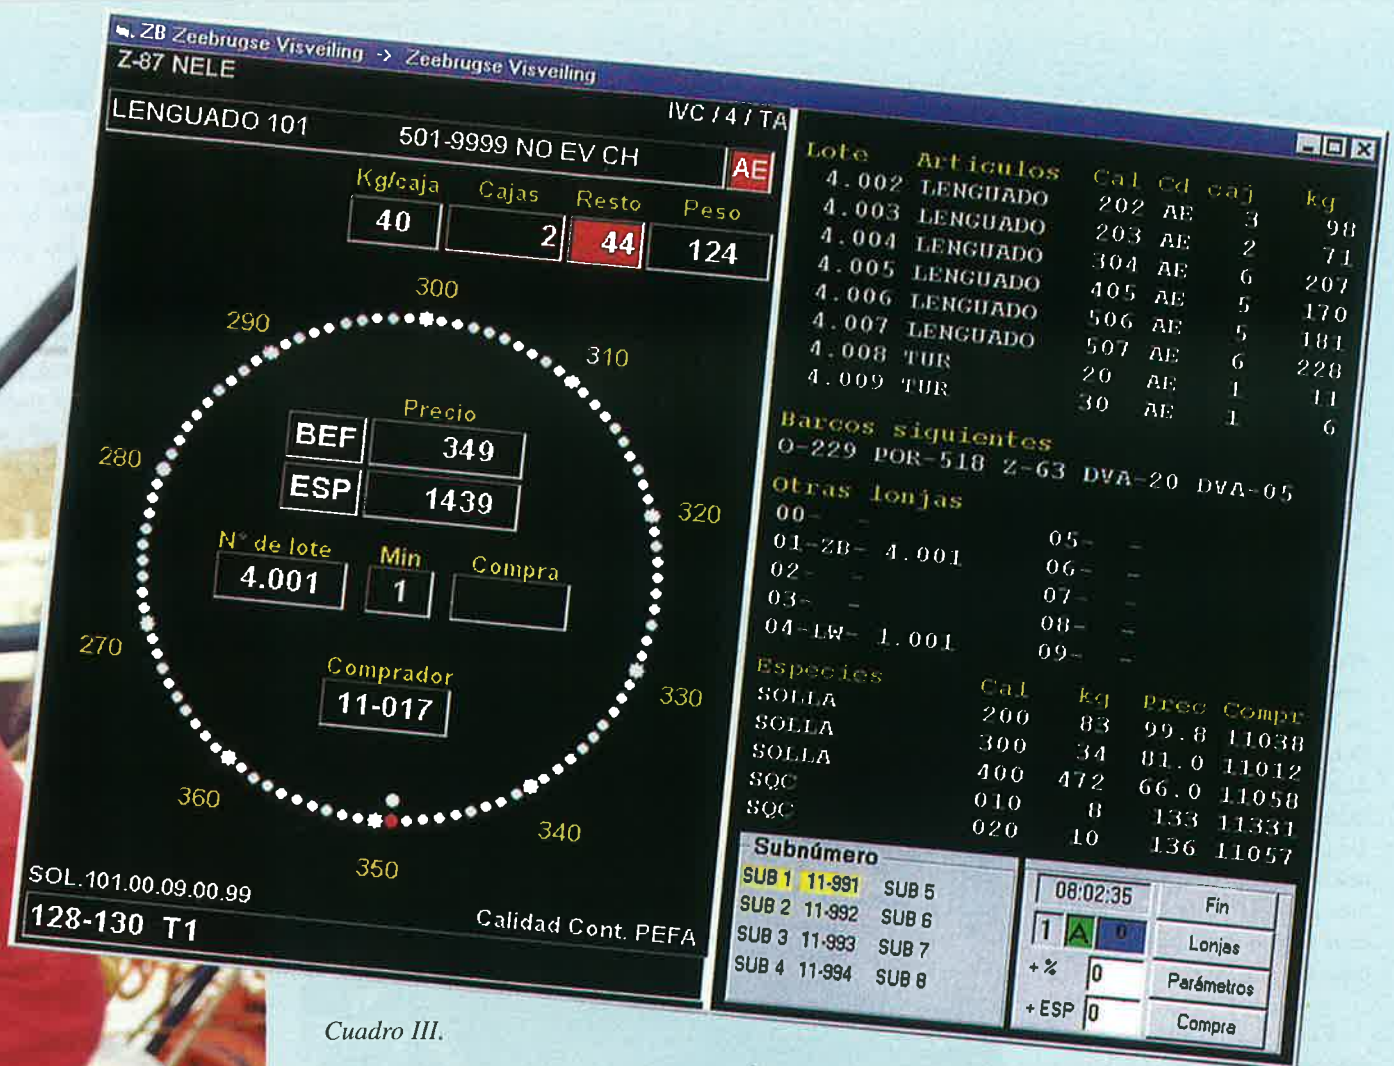 ZB Zeebrugse Visveiling -> Zeebrugse Visveiling
Z-87 NELE
IVC / 4 / TA
LENGUADO 101 501-9999 NO EV CH AE
Kg/caja Cajas Resto Peso
40 2 44 124
300
290
310
280
320
270
330
360
340
350
Precio
BEF 349
ESP 1439
N° de lote Min Compra
4.001 1
Comprador
11-017
SOL.101.00.09.00.99
Calidad Cont. PEFA
128-130 T1
Lote Articulos Cal Cd caj kg
4.002 LENGUADO 202 AE 3 98
4.003 LENGUADO 203 AE 2 71
4.004 LENGUADO 304 AE 6 207
4.005 LENGUADO 405 AE 5 170
4.006 LENGUADO 506 AE 5 181
4.007 LENGUADO 507 AE 6 228
4.008 TUR 20 AE 1 11
4.009 TUR 30 AE 1 6
Barcos siguientes
O-229 POR-518 Z-63 DVA-20 DVA-05
Otras lonjas
00- - 05- -
01-ZB- 4.001 06- -
02- - 07- -
03- - 08- -
04-LW- 1.001 09- -
Especies Cal kg Prec Compr
SOLLA 200 83 99.8 11038
SOLLA 300 34 81.0 11012
SOLLA 400 472 66.0 11058
SQC 010 8 133 11331
SQC 020 10 136 11057
Subnúmero
SUB 1 11-991 SUB 5
SUB 2 11-992 SUB 6
SUB 3 11-993 SUB 7
SUB 4 11-994 SUB 8
08:02:35 Fin
1 A 0 Lonjas
+ % 0 Parámetros
+ ESP 0 Compra
Cuadro III.